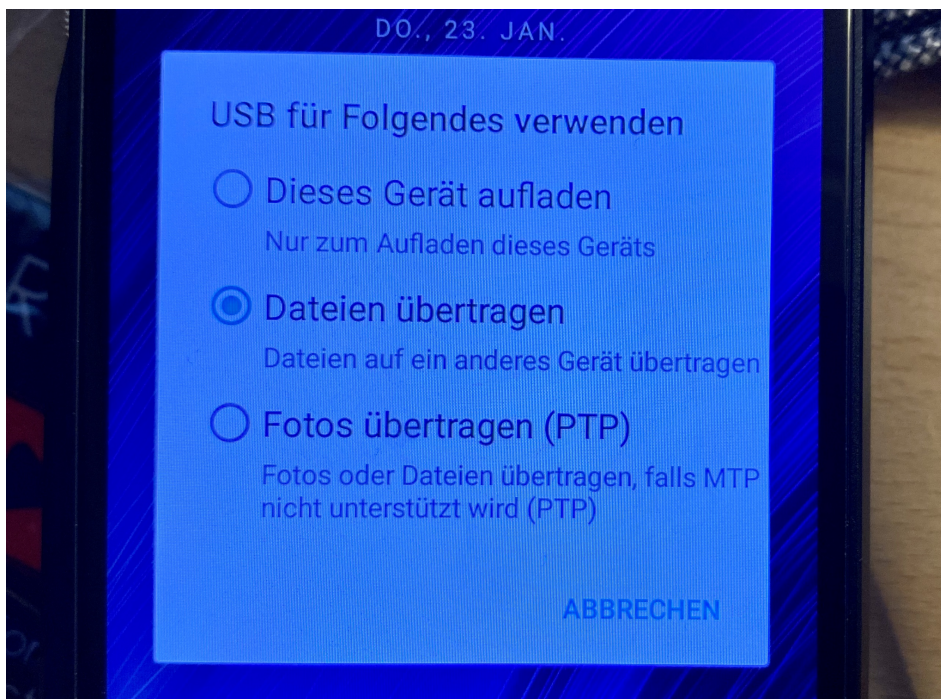 DO., 23. JAN.
USB für Folgendes verwenden
Dieses Gerät aufladen
Nur zum Aufladen dieses Geräts
Dateien übertragen
Dateien auf ein anderes Gerät übertragen
Fotos übertragen (PTP)
Fotos oder Dateien übertragen, falls MTP
nicht unterstützt wird (PTP)
ABBRECHEN